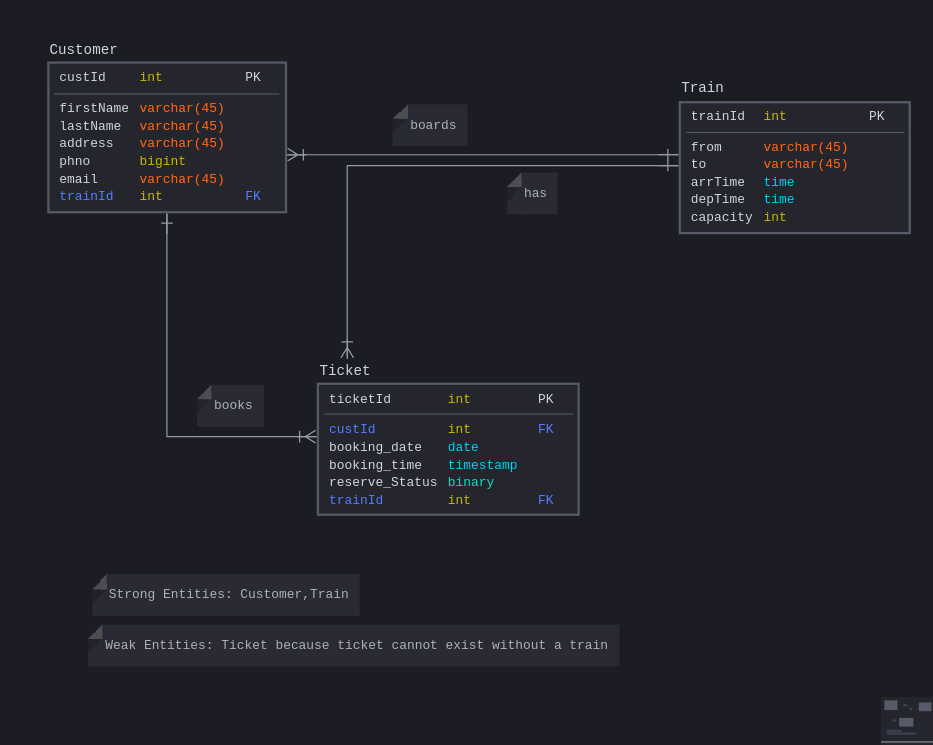 Customer
custId int PK
firstName varchar(45)
lastName varchar(45)
address varchar(45)
phno bigint
email varchar(45)
trainId int FK
boards
has
Train
trainId int PK
from varchar(45)
to varchar(45)
arrTime time
depTime time
capacity int
books
Ticket
ticketId int PK
custId int FK
booking_date date
booking_time timestamp
reserve_Status binary
trainId int FK
Strong Entities: Customer,Train
Weak Entities: Ticket because ticket cannot exist without a train